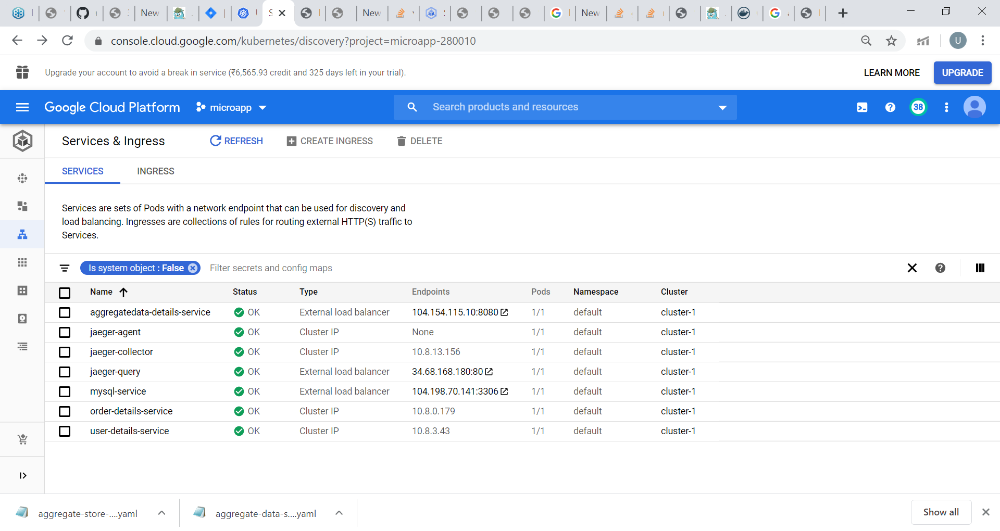 New
New
New
console.cloud.google.com/kubernetes/discovery?project=microapp-280010
U
Upgrade your account to avoid a break in service (₹6,565.93 credit and 325 days left in your trial).
LEARN MORE
UPGRADE
Google Cloud Platform
microapp
Search products and resources
38
Services & Ingress
REFRESH
CREATE INGRESS
DELETE
SERVICES
INGRESS
Services are sets of Pods with a network endpoint that can be used for discovery and
load balancing. Ingresses are collections of rules for routing external HTTP(S) traffic to
Services.
Is system object : False
Filter secrets and config maps
Name Status Type Endpoints Pods Namespace Cluster
aggregatedata-details-service OK External load balancer 104.154.115.10:8080 1/1 default cluster-1
jaeger-agent OK Cluster IP None 1/1 default cluster-1
jaeger-collector OK Cluster IP 10.8.13.156 1/1 default cluster-1
jaeger-query OK External load balancer 34.68.168.180:80 1/1 default cluster-1
mysql-service OK External load balancer 104.198.70.141:3306 1/1 default cluster-1
order-details-service OK Cluster IP 10.8.0.179 1/1 default cluster-1
user-details-service OK Cluster IP 10.8.3.43 1/1 default cluster-1
aggregate-store-....yaml
aggregate-data-s....yaml
Show all